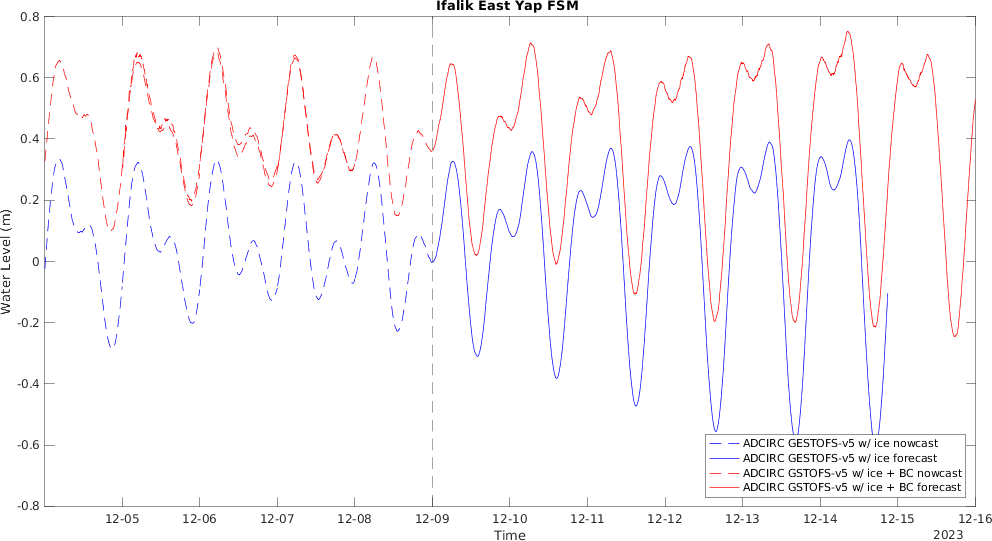 Ifalik East Yap FSM
Water Level (m)
0.8
0.6
0.4
0.2
0
-0.2
-0.4
-0.6
-0.8
ADCIRC GESTOFS-v5 w/ ice nowcast
ADCIRC GESTOFS-v5 w/ ice forecast
ADCIRC GSTOFS-v5 w/ ice + BC nowcast
ADCIRC GSTOFS-v5 w/ ice + BC forecast
12-05 12-06 12-07 12-08 12-09 12-10 12-11 12-12 12-13 12-14 12-15 12-16
Time
2023